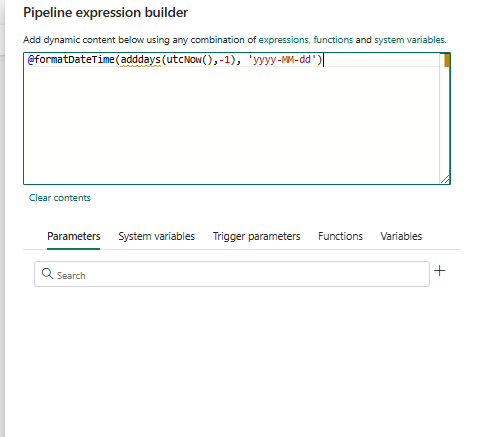 Pipeline expression builder
Add dynamic content below using any combination of expressions, functions and system variables.
@formatDateTime(adddays(utcNow(),-1), 'yyyy-MM-dd')
Clear contents
Parameters System variables Trigger parameters Functions Variables
Search